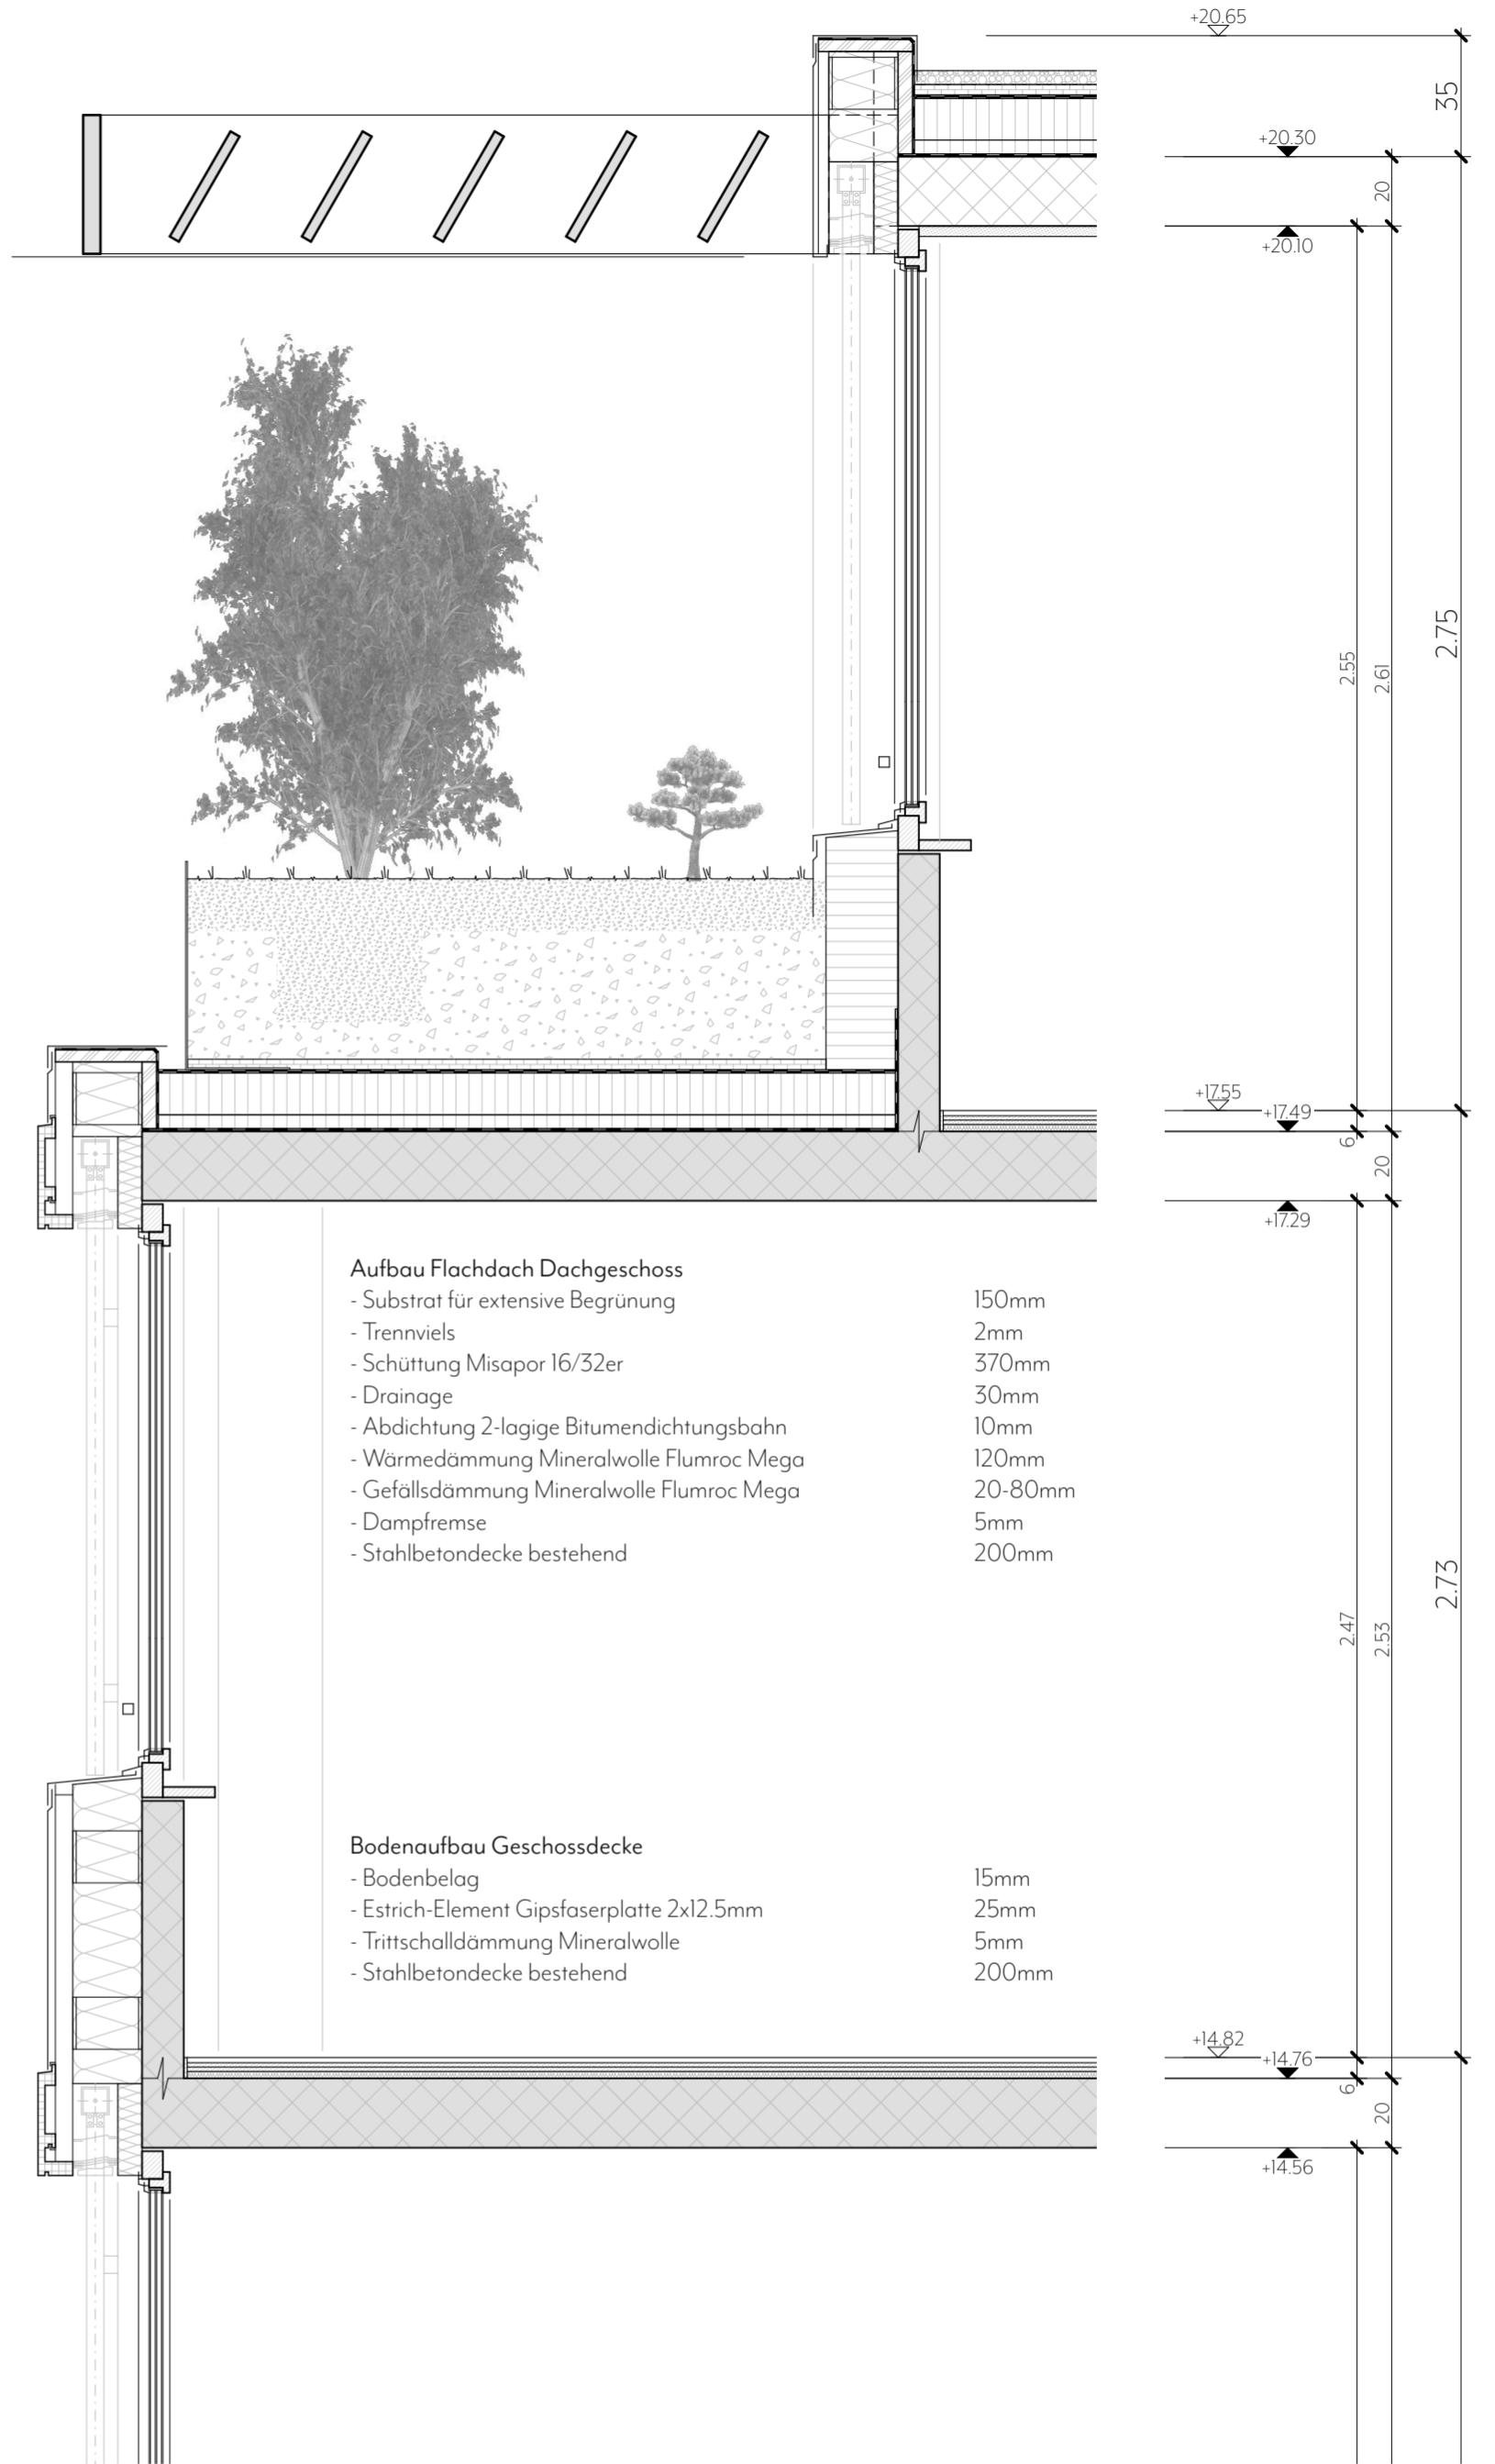 +20.65
35
+20.30
20
+20.10
2.55
2.61
2.75
+17.55
+17.49
6
20
+17.29
Aufbau Flachdach Dachgeschoss
- Substrat für extensive Begrünung 150mm
- Trennviels 2mm
- Schüttung Misapor 16/32er 370mm
- Drainage 30mm
- Abdichtung 2-lagige Bitumendichtungsbahn 10mm
- Wärmedämmung Mineralwolle Flumroc Mega 120mm
- Gefällsdämmung Mineralwolle Flumroc Mega 20-80mm
- Dampfremse 5mm
- Stahlbetondecke bestehend 200mm
2.47
2.53
2.73
Bodenaufbau Geschossdecke
- Bodenbelag 15mm
- Estrich-Element Gipsfaserplatte 2x12.5mm 25mm
- Trittschalldämmung Mineralwolle 5mm
- Stahlbetondecke bestehend 200mm
+14.82
+14.76
6
20
+14.56